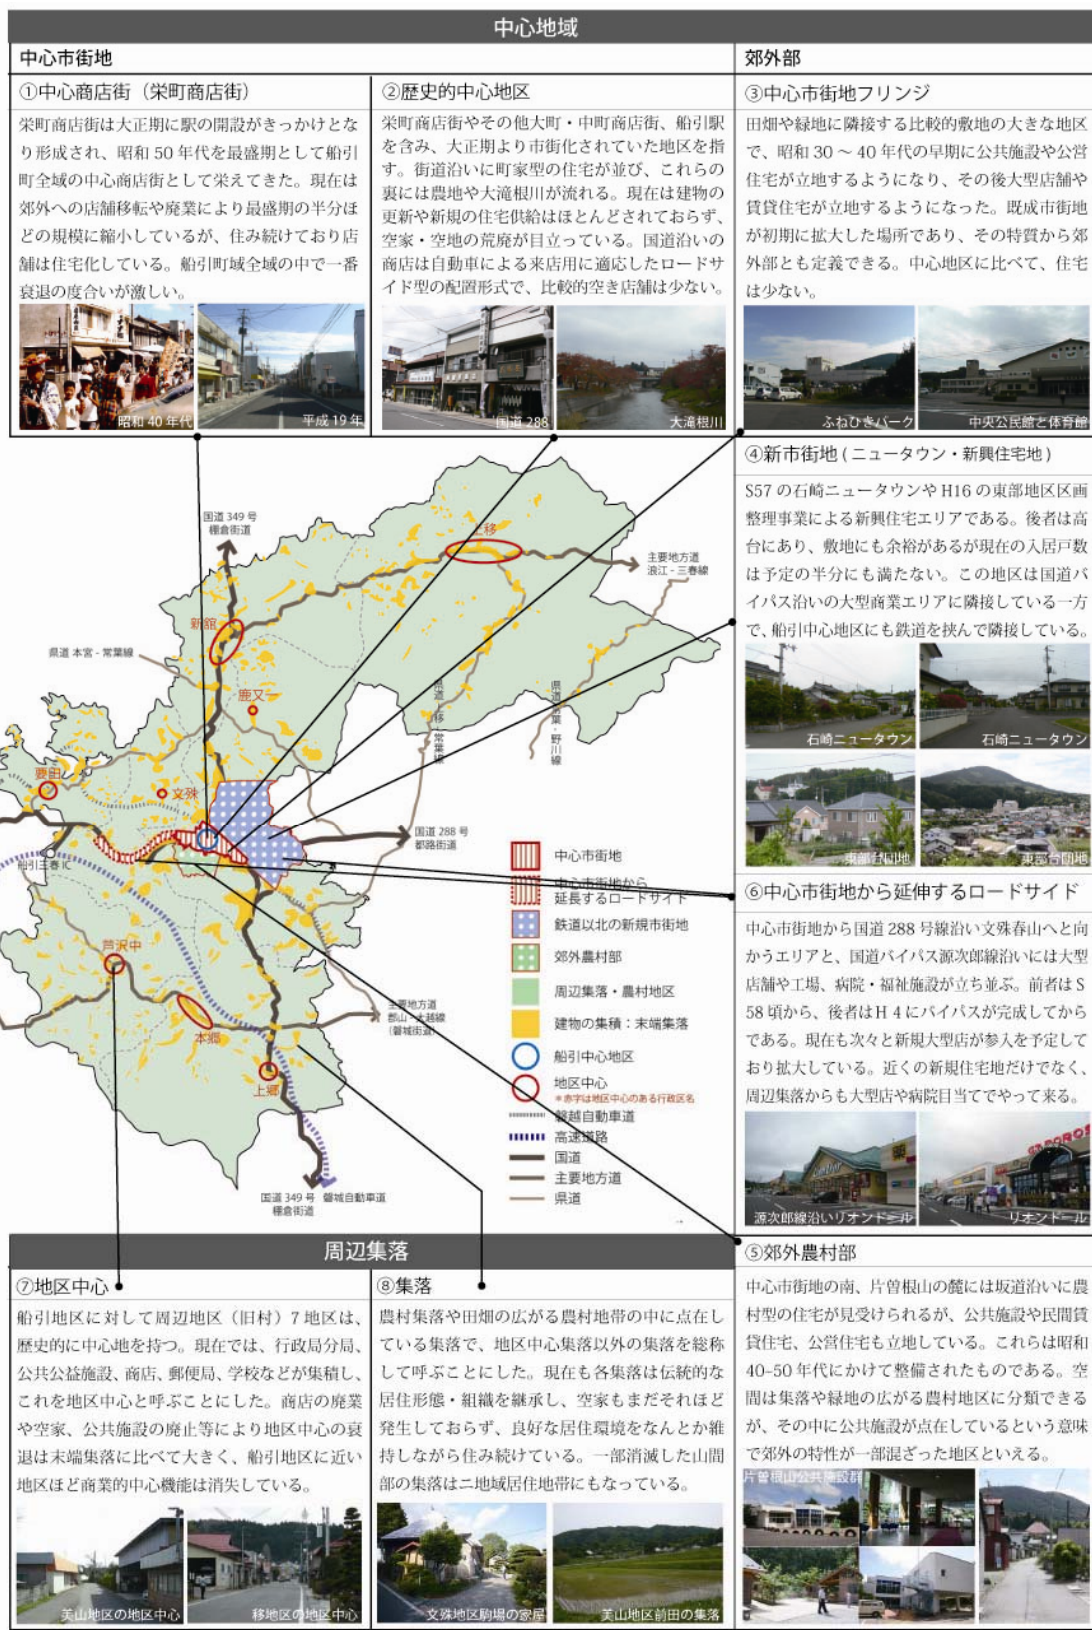 中心地域
中心市街地
郊外部
①中心商店街（栄町商店街）
栄町商店街は大正期に駅の開設がきっかけとな
り形成され、昭和 50 年代を最盛期として船引
町全域の中心商店街として栄えてきた。現在は
郊外への店舗移転や廃業により最盛期の半分ほ
どの規模に縮小しているが、住み続けており店
舗は住宅化している。船引町域全域の中で一番
衰退の度合いが激しい。
昭和 40 年代
平成 19 年
②歴史的中心地区
栄町商店街やその他大町・中町商店街、船引駅
を含み、大正期より市街化されていた地区を指
す。街道沿いに町家型の住宅が並び、これらの
裏には農地や大滝根川が流れる。現在は建物の
更新や新規の住宅供給はほとんどされておらず、
空家・空地の荒廃が目立っている。国道沿いの
商店は自動車による来店用に適応したロードサ
イド型の配置形式で、比較的空き店舗は少ない。
国道 288
大滝根川
③中心市街地フリンジ
田畑や緑地に隣接する比較的敷地の大きな地区
で、昭和 30 ～ 40 年代の早期に公共施設や公営
住宅が立地するようになり、その後大型店舗や
賃貸住宅が立地するようになった。既成市街地
が初期に拡大した場所であり、その特質から郊
外部とも定義できる。中心地区に比べて、住宅
は少ない。
ふねひきパーク
中央公民館と体育館
④新市街地 ( ニュータウン・新興住宅地 )
S57 の石崎ニュータウンや H16 の東部地区区画
整理事業による新興住宅エリアである。後者は高
台にあり、敷地にも余裕があるが現在の入居戸数
は予定の半分にも満たない。この地区は国道バ
イパス沿いの大型商業エリアに隣接している一方
で、船引中心地区にも鉄道を挟んで隣接している。
石崎ニュータウン
石崎ニュータウン
東部台団地
東部台団地
国道 349 号
棚倉街道
上移
主要地方道
浪江 - 三春線
新舘
県道 本宮 - 常葉線
鹿又
要田
文殊
国道 288 号
都路街道
船引三春 IC
芦沢中
本郷
上郷
主要地方道
郡山 - 大越線
(磐城街道)
国道 349 号
棚倉街道
磐城自動車道
中心市街地
中心市街地から
延長するロードサイド
鉄道以北の新規市街地
郊外農村部
周辺集落・農村地区
建物の集積：末端集落
船引中心地区
地区中心
＊赤字は地区中心のある行政区名
磐越自動車道
高速道路
国道
主要地方道
県道
⑥中心市街地から延伸するロードサイド
中心市街地から国道 288 号線沿い文殊春山へと向
かうエリアと、国道バイパス源次郎線沿いには大型
店舗や工場、病院・福祉施設が立ち並ぶ。前者は S
58 頃から、後者は H 4 にバイパスが完成してから
である。現在も次々と新規大型店が参入を予定して
おり拡大している。近くの新規住宅地だけでなく、
周辺集落からも大型店や病院目当てでやって来る。
源次郎線沿いリオンドール
リオンドール
周辺集落
⑦地区中心
船引地区に対して周辺地区（旧村）7 地区は、
歴史的に中心地を持つ。現在では、行政局分局、
公共公益施設、商店、郵便局、学校などが集積し、
これを地区中心と呼ぶことにした。商店の廃業
や空家、公共施設の廃止等により地区中心の衰
退は末端集落に比べて大きく、船引地区に近い
地区ほど商業的中心機能は消失している。
美山地区の地区中心
移地区の地区中心
⑧集落
農村集落や田畑の広がる農村地帯の中に点在し
ている集落で、地区中心集落以外の集落を総称
して呼ぶことにした。現在も各集落は伝統的な
居住形態・組織を継承し、空家もまだそれほど
発生しておらず、良好な居住環境をなんとか維
持しながら住み続けている。一部消滅した山間
部の集落は二地域居住地帯にもなっている。
文殊地区駒場の家屋
美山地区前田の集落
⑤郊外農村部
中心市街地の南、片曽根山の麓には坂道沿いに農
村型の住宅が見受けられるが、公共施設や民間賃
貸住宅、公営住宅も立地している。これらは昭和
40-50 年代にかけて整備されたものである。空
間は集落や緑地の広がる農村地区に分類できる
が、その中に公共施設が点在しているという意味
で郊外の特性が一部混ざった地区といえる。
片曽根山公共施設群